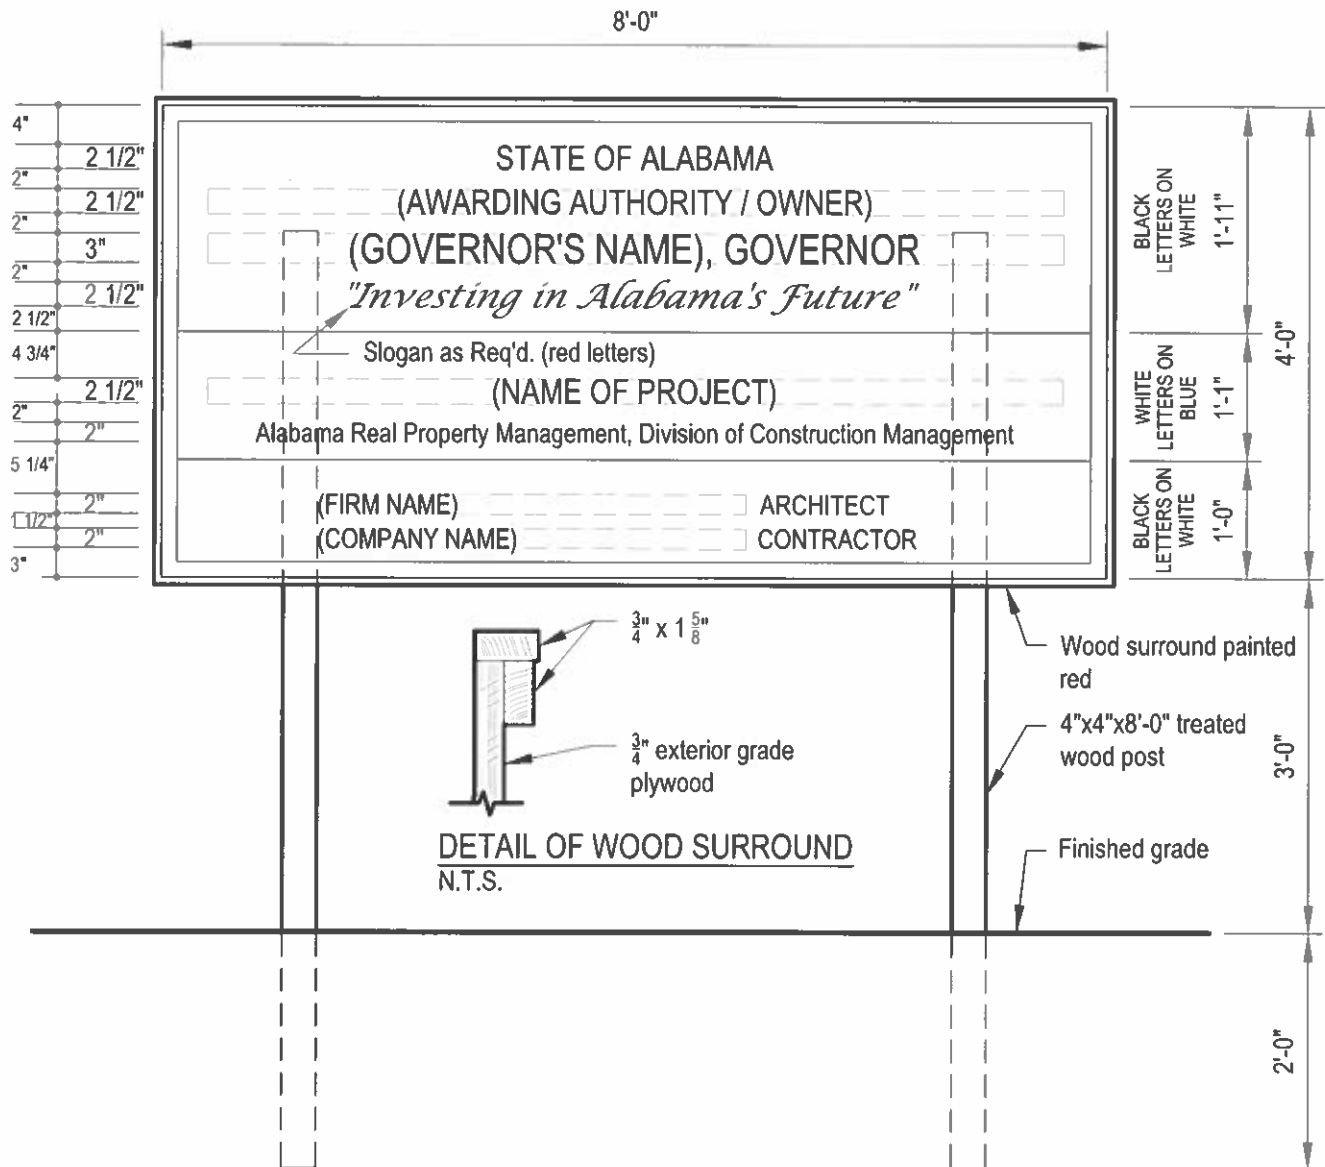 8'-0"
4"
2 1/2"
2"
2 1/2"
2"
3"
2"
2 1/2"
2 1/2"
4 3/4"
2 1/2"
2"
2"
5 1/4"
2"
1 1/2"
2"
3"
STATE OF ALABAMA
(AWARDING AUTHORITY / OWNER)
(GOVERNOR'S NAME), GOVERNOR
"Investing in Alabama's Future"
Slogan as Req'd. (red letters)
(NAME OF PROJECT)
Alabama Real Property Management, Division of Construction Management
(FIRM NAME) ARCHITECT
(COMPANY NAME) CONTRACTOR
BLACK
LETTERS ON
WHITE
1'-11"
WHITE
LETTERS ON
BLUE
1'-1"
BLACK
LETTERS ON
WHITE
1'-0"
4'-0"
3/4" x 1 5/8"
3/4" exterior grade
plywood
DETAIL OF WOOD SURROUND
N.T.S.
Wood surround painted
red
4"x4"x8'-0" treated
wood post
Finished grade
3'-0"
2'-0"